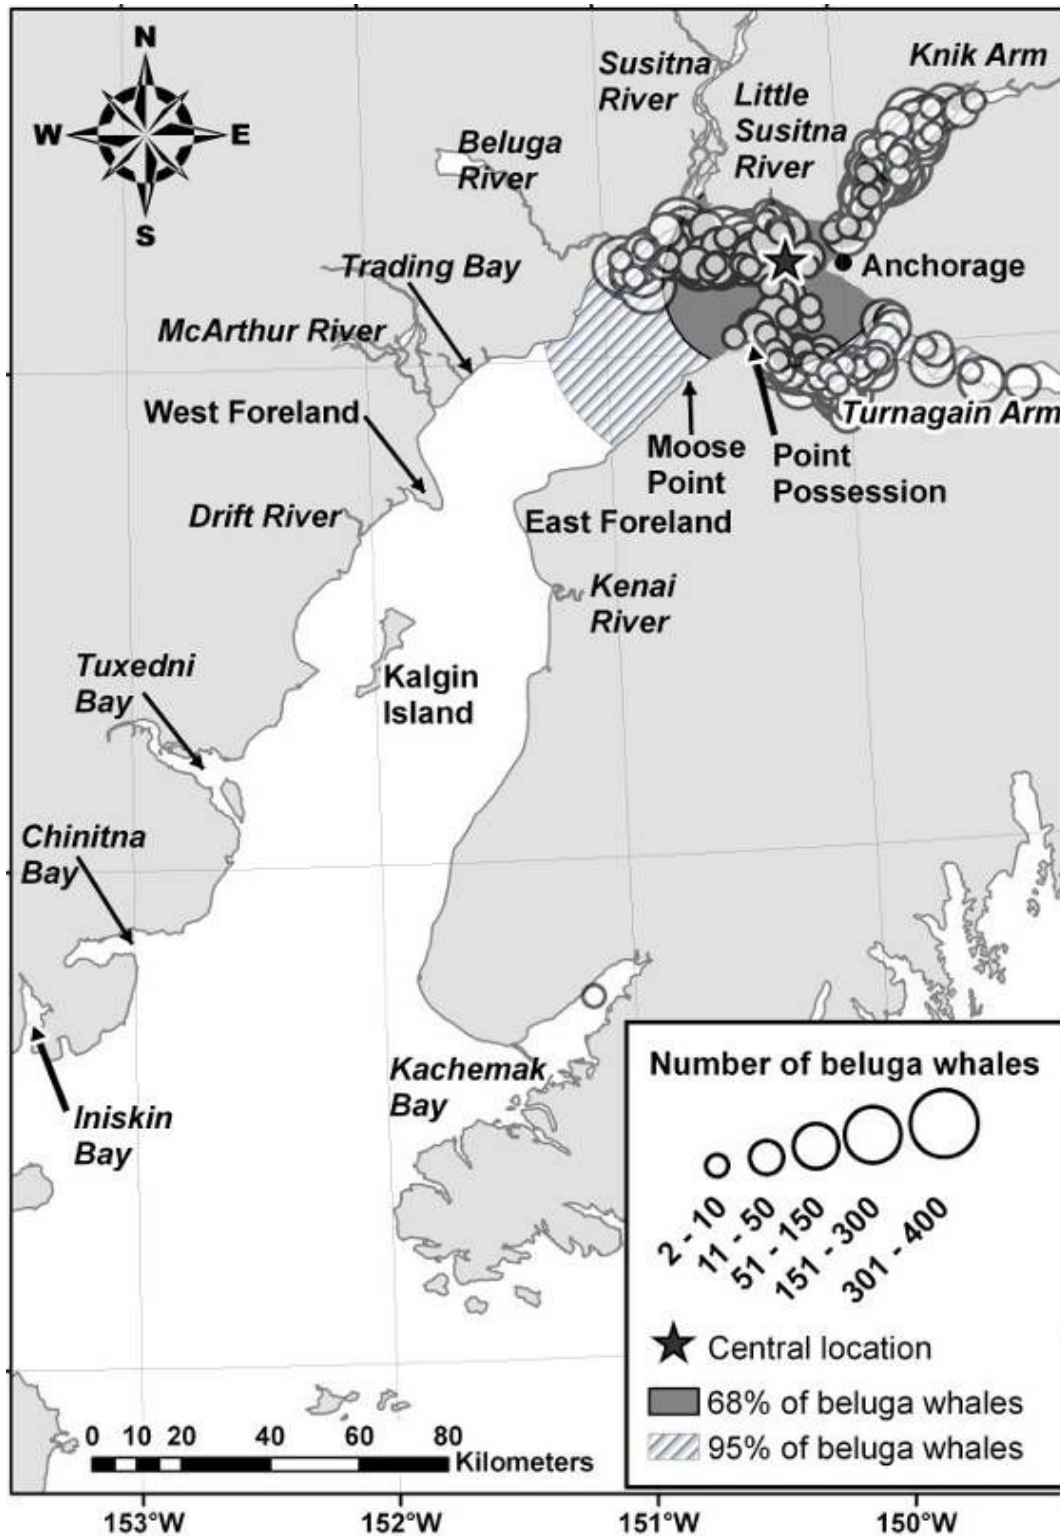 N
W
E
S
Susitna
River
Little
Susitna
River
Knik Arm
Beluga
River
Trading Bay
Anchorage
McArthur River
West Foreland
Turnagain Arm
Moose
Point
Point
Possession
Drift River
East Foreland
Kenai
River
Tuxedni
Bay
Kalgin
Island
Chinitna
Bay
Kachemak
Bay
Iniskin
Bay
Number of beluga whales
2 - 10
11 - 50
51 - 150
151 - 300
301 - 400
Central location
68% of beluga whales
95% of beluga whales
0 10 20 40 60 80
Kilometers
153°W 152°W 151°W 150°W